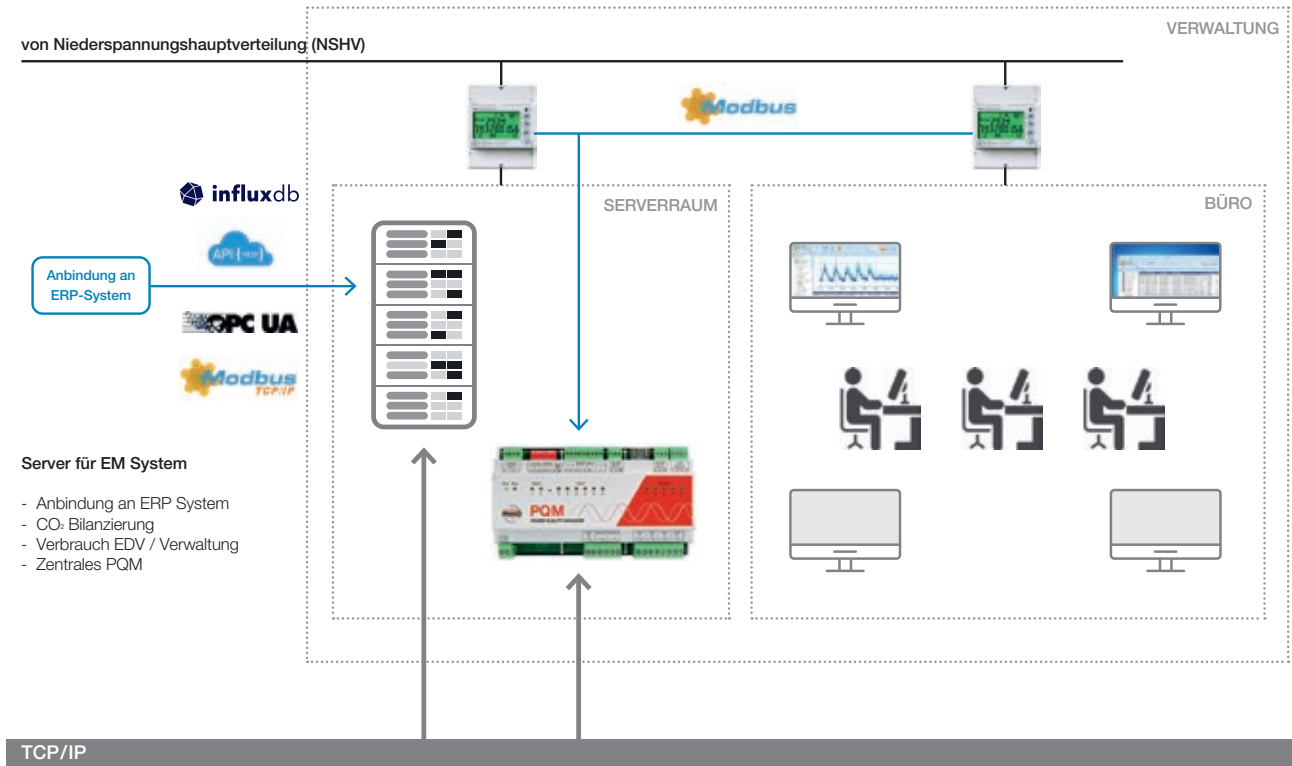 VERWALTUNG
von Niederspannungshauptverteilung (NSHV)
Modbus
influxdb
SERVERRAUM
BÜRO
API
Anbindung an
ERP-System
OPC UA
Modbus
TCP/IP
Server für EM System
- Anbindung an ERP System
- CO₂ Bilanzierung
- Verbrauch EDV / Verwaltung
- Zentrales PQM
PQM
TCP/IP